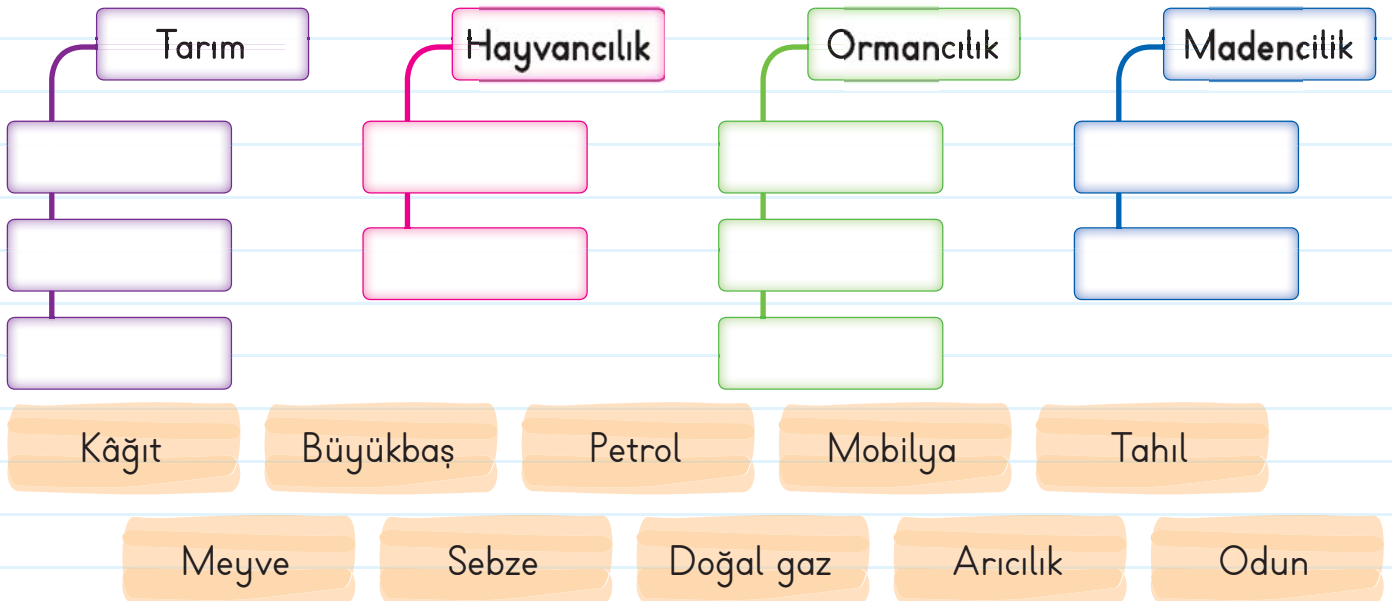 Tarım Hayvancılık Ormancılık Madencilik
Kâğıt Büyükbaş Petrol Mobilya Tahıl
Meyve Sebze Doğal gaz Arıcılık Odun